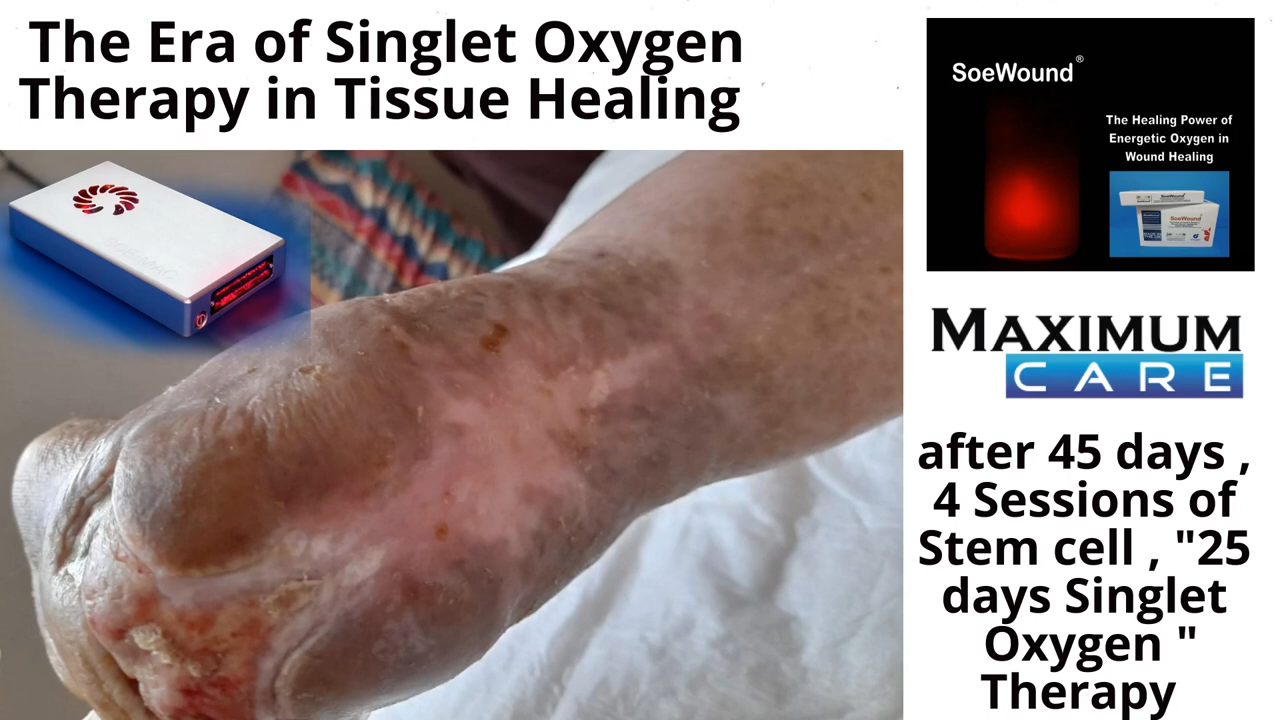 The Era of Singlet Oxygen
Therapy in Tissue Healing
SoeWound®
The Healing Power of
Energetic Oxygen in
Wound Healing
SoeWound
MAXIMUM
CARE
after 45 days ,
4 Sessions of
Stem cell , "25
days Singlet
Oxygen "
Therapy